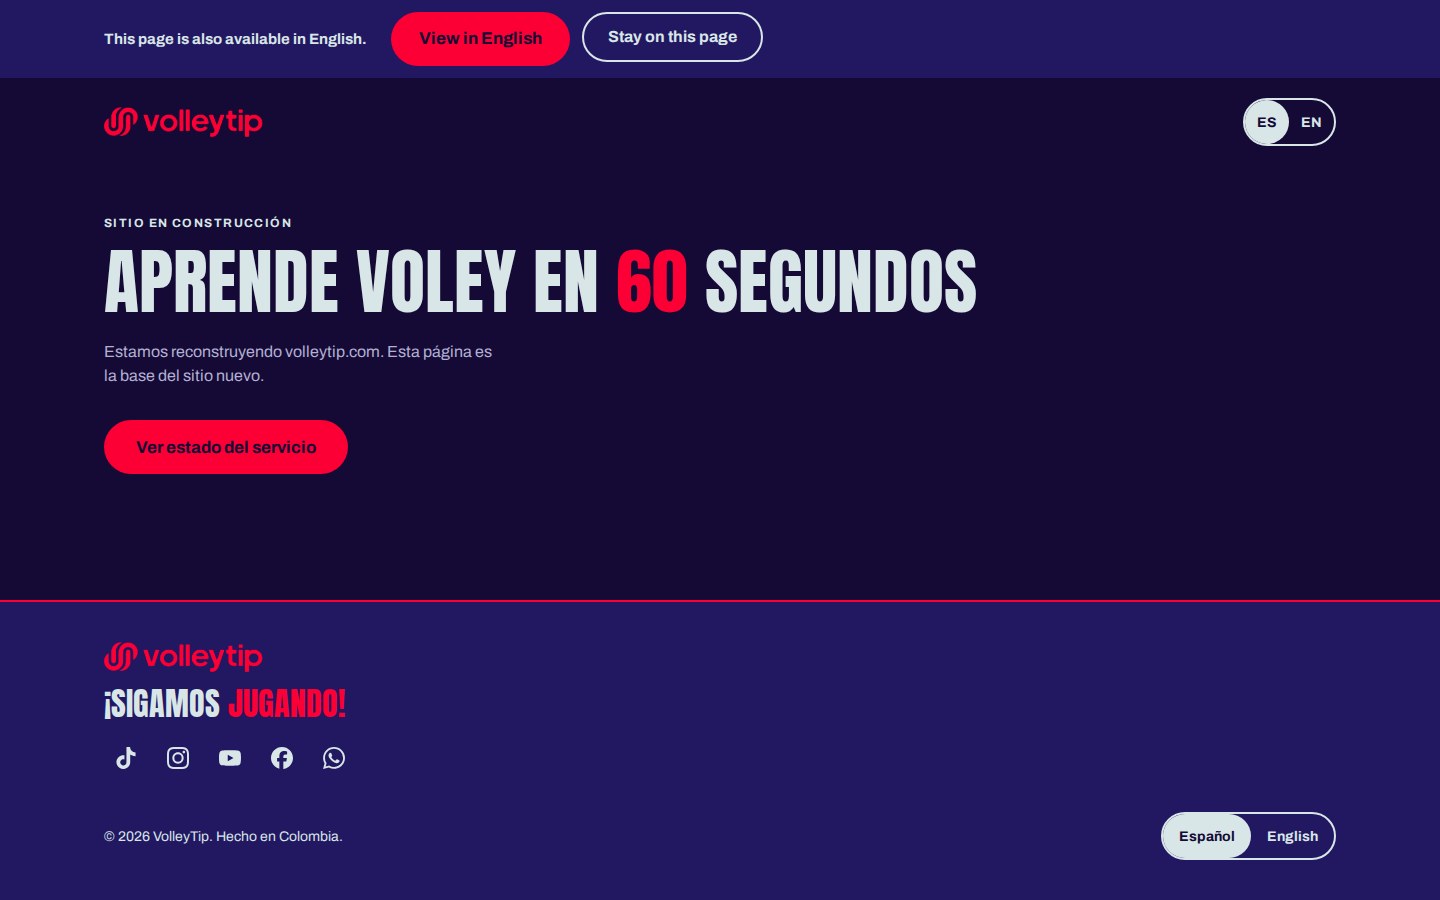 This page is also available in English.
View in English
Stay on this page
volleytip
ES EN
SITIO EN CONSTRUCCIÓN
APRENDE VOLEY EN 60 SEGUNDOS
Estamos reconstruyendo volleytip.com. Esta página es
la base del sitio nuevo.
Ver estado del servicio
volleytip
¡SIGAMOS JUGANDO!
© 2026 VolleyTip. Hecho en Colombia.
Español English